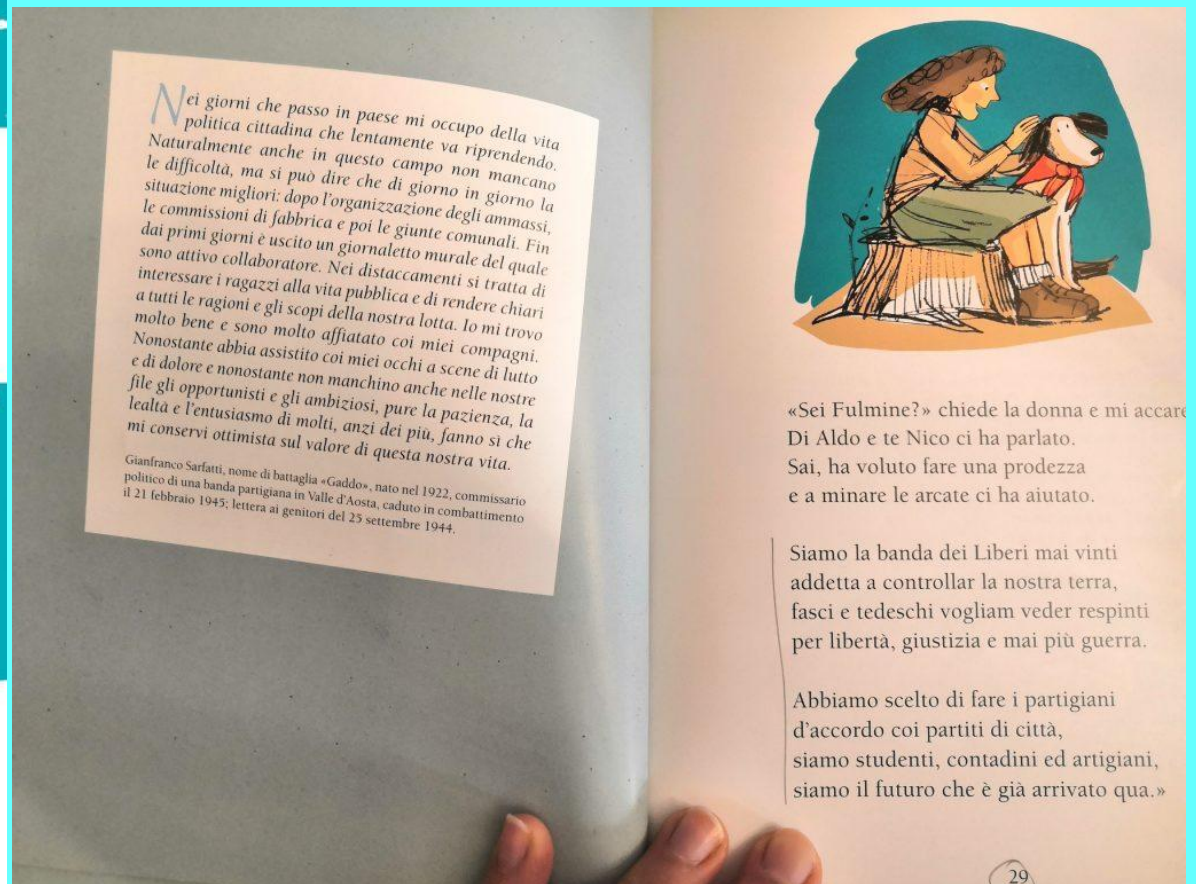 Nei giorni che passo in paese mi occupo della vita
politica cittadina che lentamente va riprendendo.
Naturalmente anche in questo campo non mancano
le difficoltà, ma si può dire che di giorno in giorno la
situazione migliori: dopo l'organizzazione degli ammassi,
le commissioni di fabbrica e poi le giunte comunali. Fin
dai primi giorni è uscito un giornaletto murale del quale
sono attivo collaboratore. Nei distaccamenti si tratta di
interessare i ragazzi alla vita pubblica e di rendere chiari
a tutti le ragioni e gli scopi della nostra lotta. Io mi trovo
molto bene e sono molto affiatato coi miei compagni.
Nonostante abbia assistito coi miei occhi a scene di lutto
e di dolore e nonostante non manchino anche nelle nostre
file gli opportunisti e gli ambiziosi, pure la pazienza, la
lealtà e l'entusiasmo di molti, anzi dei più, fanno sì che
mi conservi ottimista sul valore di questa nostra vita.
Gianfranco Sarfatti, nome di battaglia «Gaddo», nato nel 1922, commissario
politico di una banda partigiana in Valle d'Aosta, caduto in combattimento
il 21 febbraio 1945; lettera ai genitori del 25 settembre 1944.
«Sei Fulmine?» chiede la donna e mi accare
Di Aldo e te Nico ci ha parlato.
Sai, ha voluto fare una prodezza
e a minare le arcate ci ha aiutato.
Siamo la banda dei Liberi mai vinti
addetta a controllar la nostra terra,
fasci e tedeschi vogliam veder respinti
per libertà, giustizia e mai più guerra.
Abbiamo scelto di fare i partigiani
d'accordo coi partiti di città,
siamo studenti, contadini ed artigiani,
siamo il futuro che è già arrivato qua.»
29